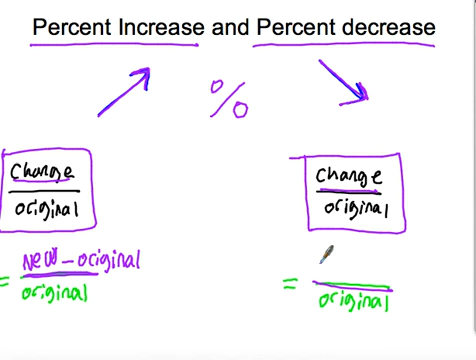 Percent Increase and Percent decrease
%
Change
original
Change
original
= New - original
original
=
original